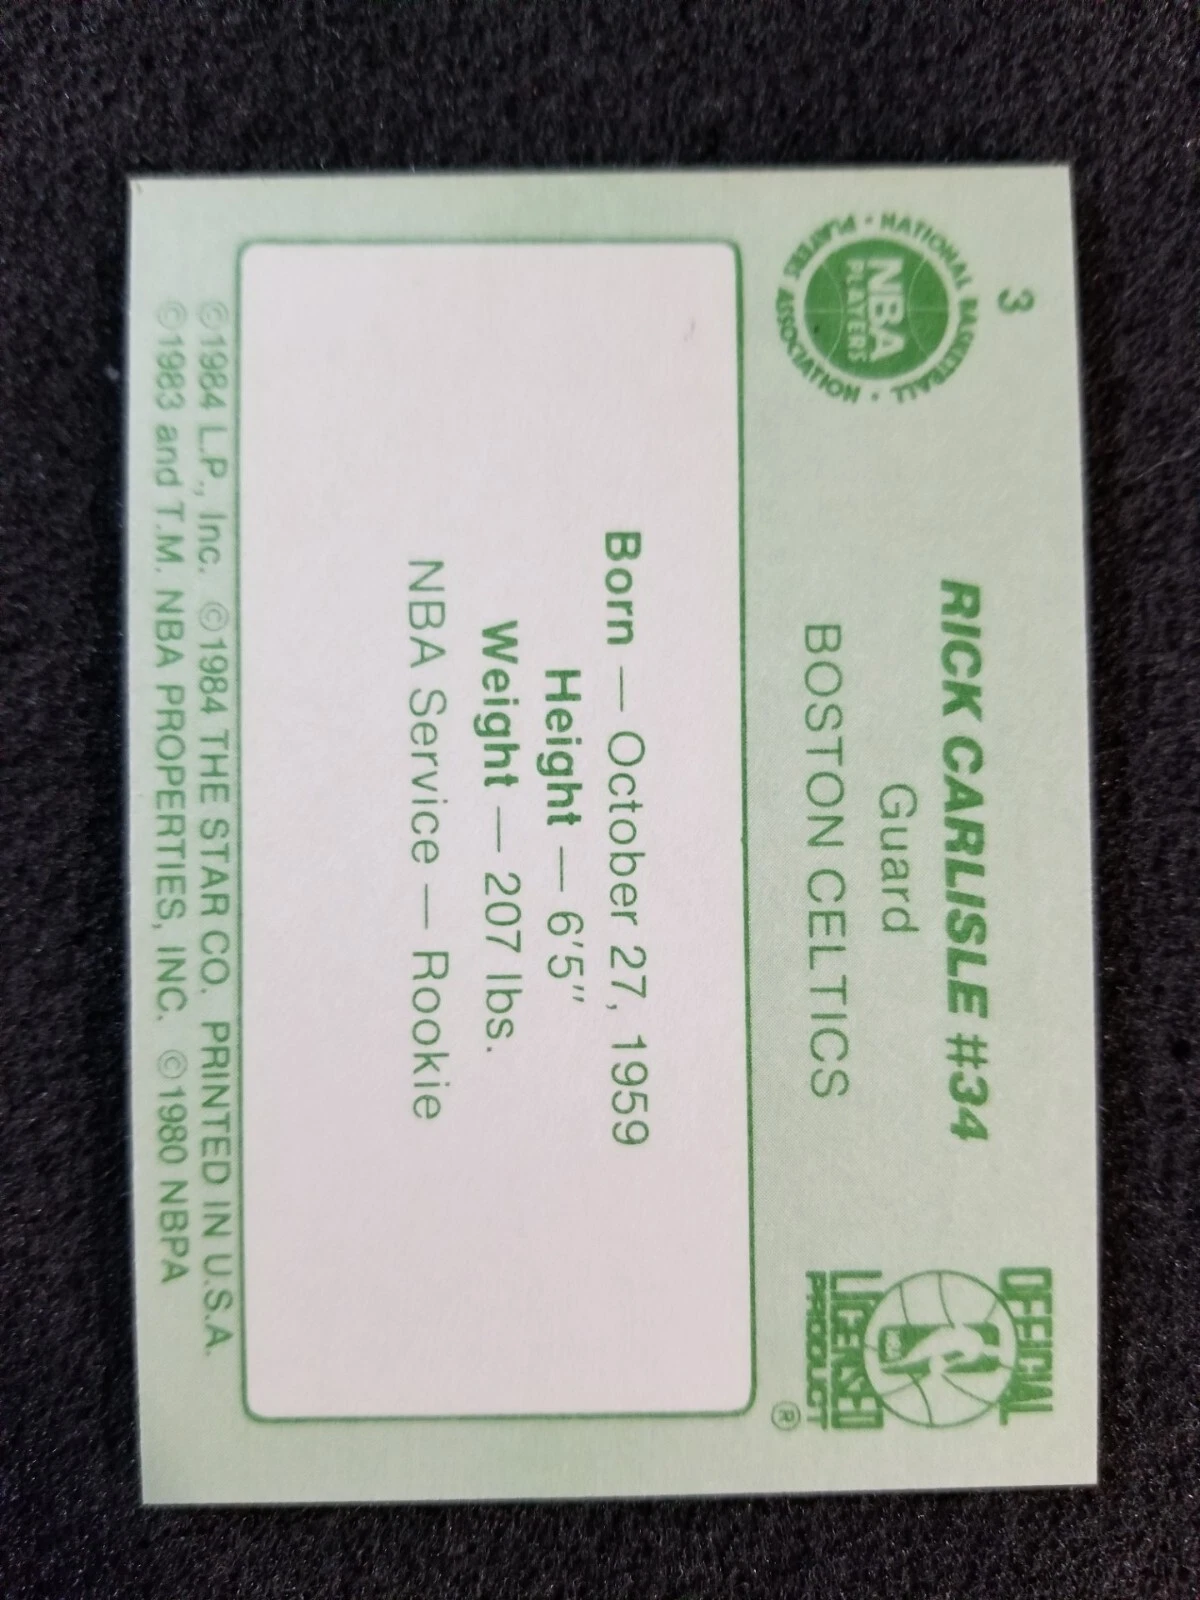 3
NATIONAL BASKETBALL PLAYERS ASSOCIATION
NBA
PLAYERS
RICK CARLISLE #34
Guard
BOSTON CELTICS
OFFICIAL
LICENSED
PRODUCT
®
Born — October 27, 1959
Height — 6'5"
Weight — 207 lbs.
NBA Service — Rookie
©1984 L.P., Inc. ©1984 THE STAR CO. PRINTED IN U.S.A.
©1983 and T.M. NBA PROPERTIES, INC. ©1980 NBPA